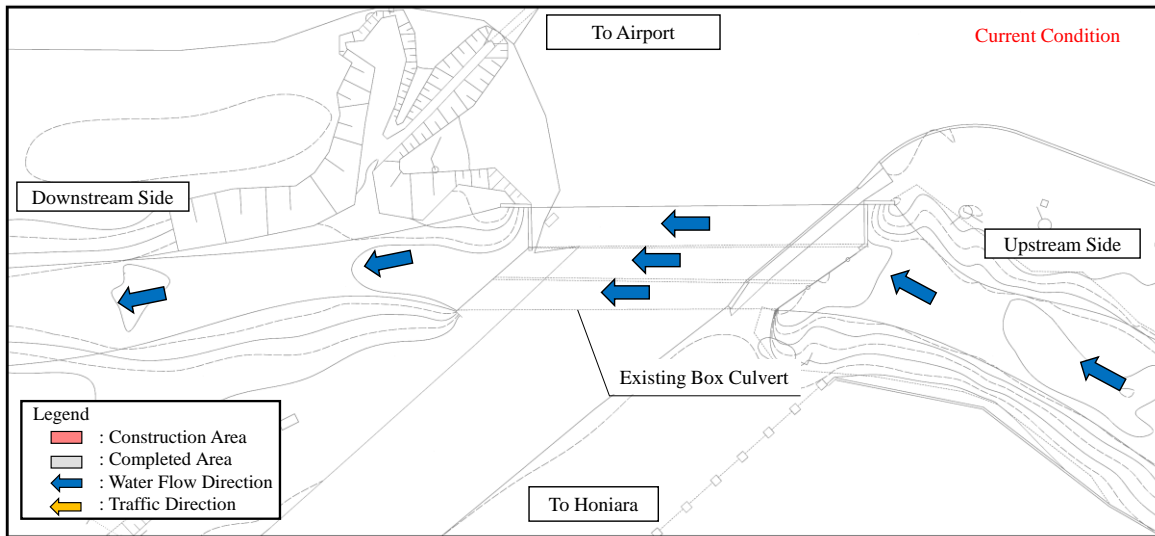 To Airport
Current Condition
Downstream Side
Upstream Side
Existing Box Culvert
Legend
: Construction Area
: Completed Area
: Water Flow Direction
: Traffic Direction
To Honiara